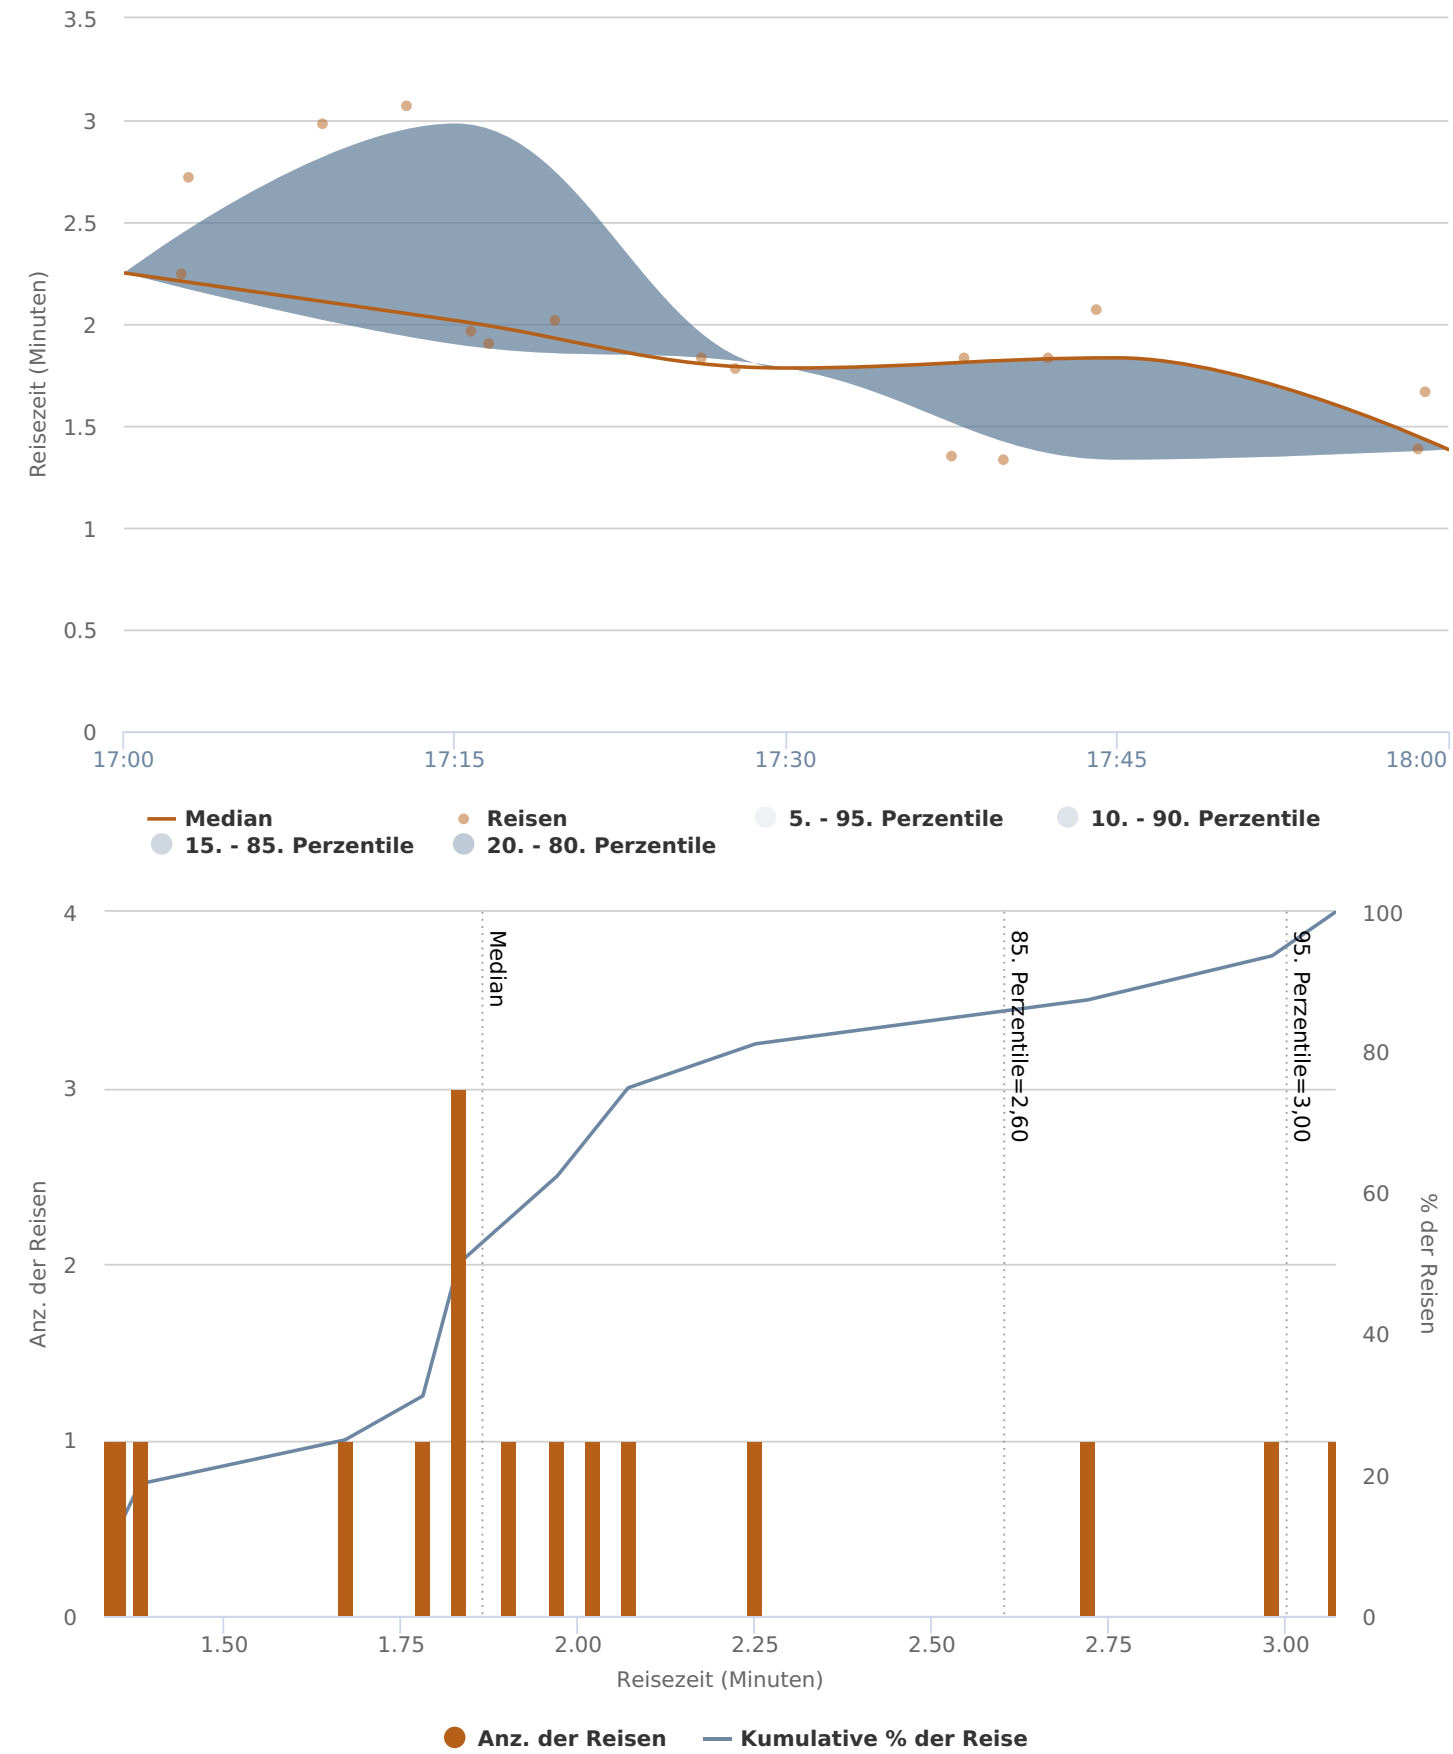 3.5
3
2.5
2
1.5
1
0.5
0
Reisezeit (Minuten)
17:00 17:15 17:30 17:45 18:00
Median Reisen 5. - 95. Perzentile 10. - 90. Perzentile
15. - 85. Perzentile 20. - 80. Perzentile
4
3
2
1
0
Anz. der Reisen
Median
85. Perzentile=2,60
95. Perzentile=3,00
100
80
60
40
20
0
% der Reisen
1.50 1.75 2.00 2.25 2.50 2.75 3.00
Reisezeit (Minuten)
Anz. der Reisen Kumulative % der Reise